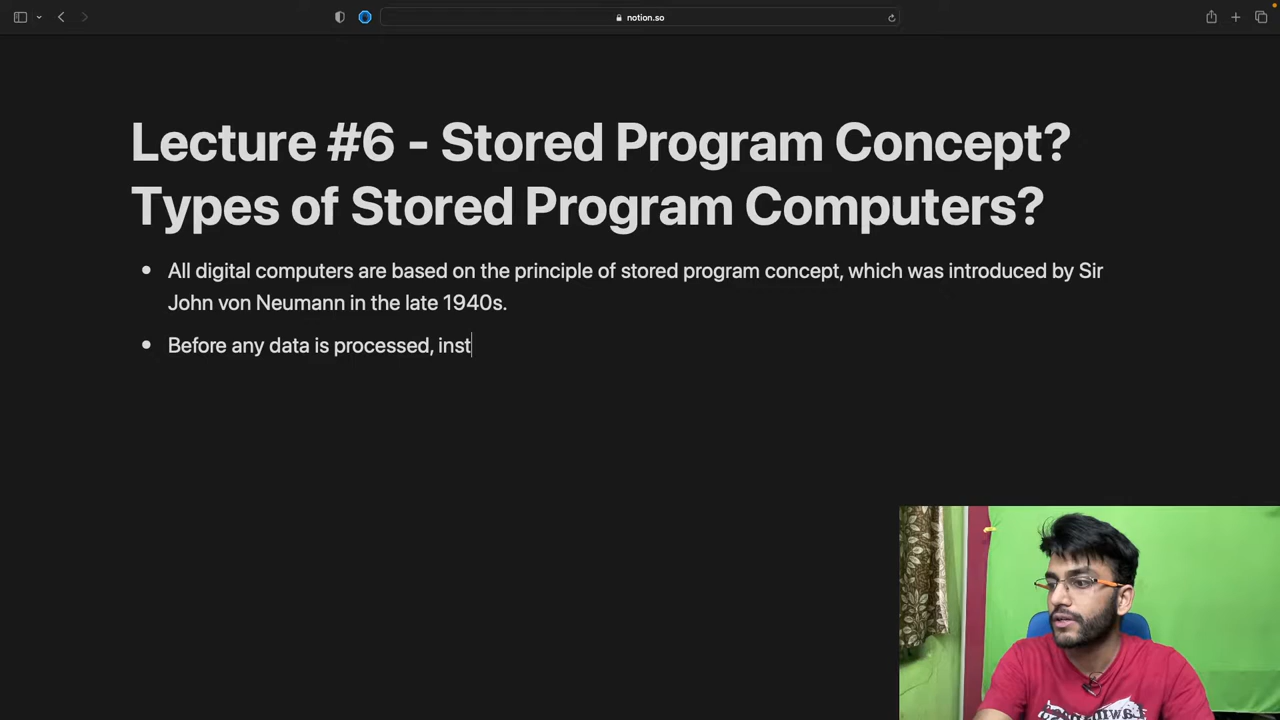 notion.so
Lecture #6 - Stored Program Concept?
Types of Stored Program Computers?
• All digital computers are based on the principle of stored program concept, which was introduced by Sir
John von Neumann in the late 1940s.
• Before any data is processed, inst